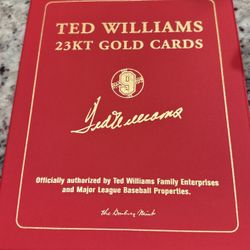 TED WILLIAMS
23KT GOLD CARDS
9
Ted Williams
Officially authorized by Ted Williams Family Enterprises
and Major League Baseball Properties.
The Danbury Mint